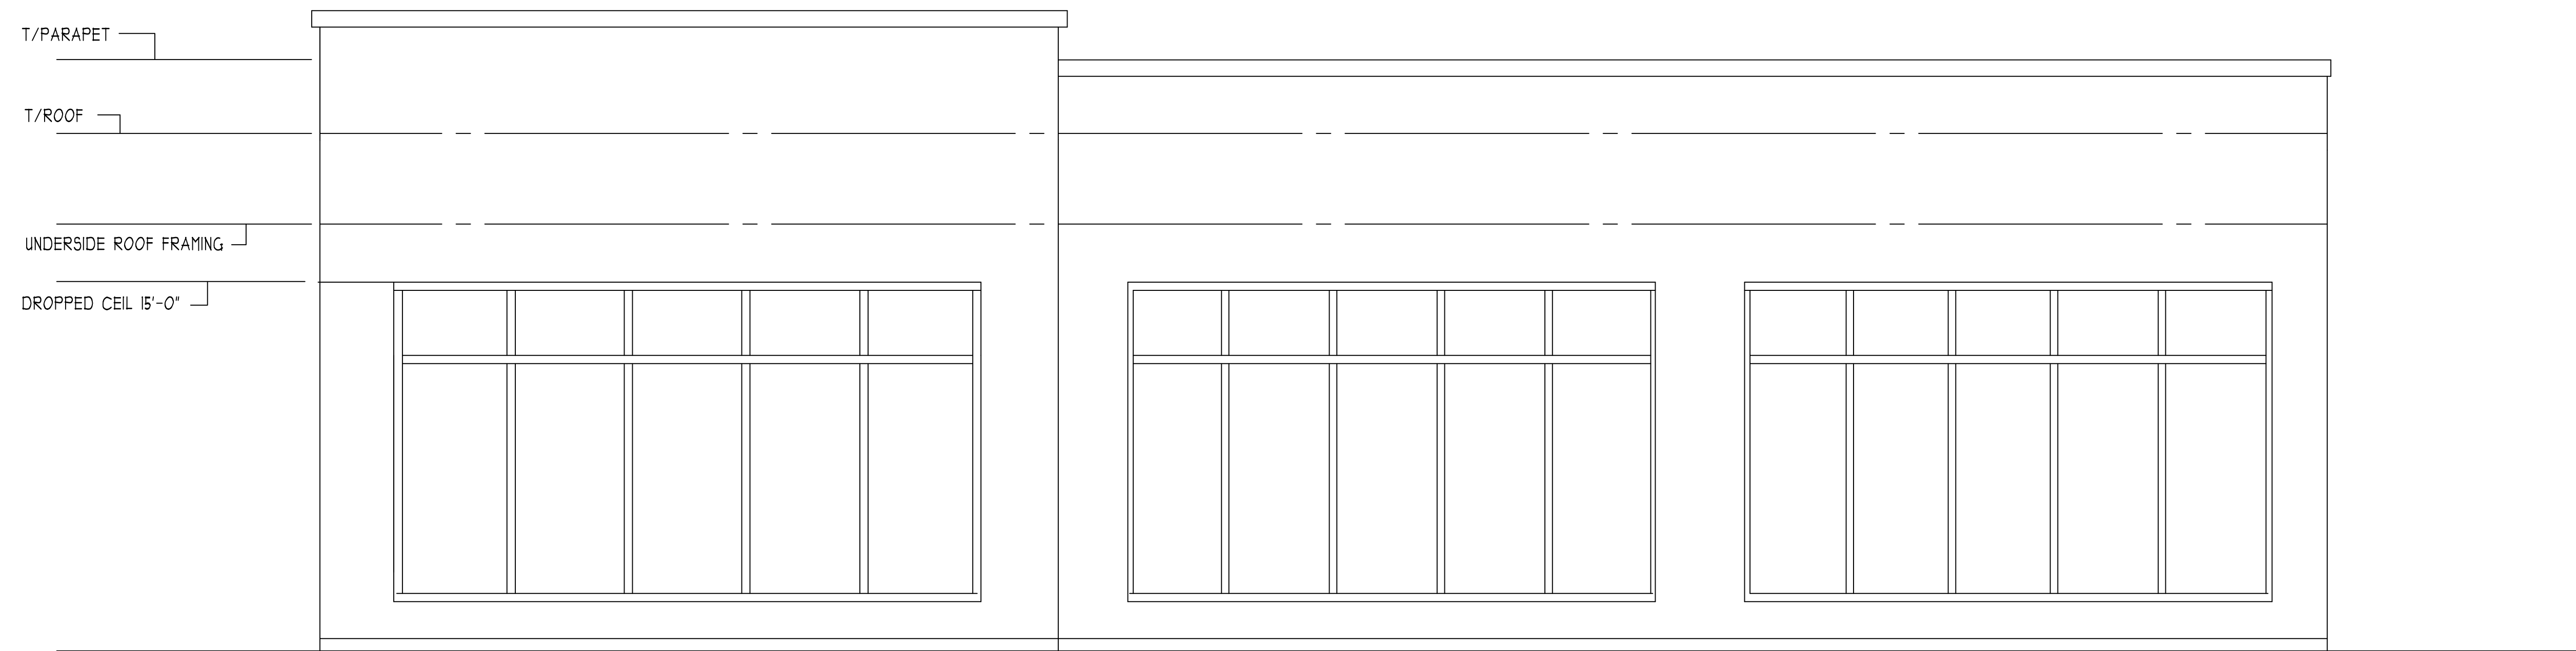 T/PARAPET
T/ROOF
UNDERSIDE ROOF FRAMING
DROPPED CEIL 15'-0"